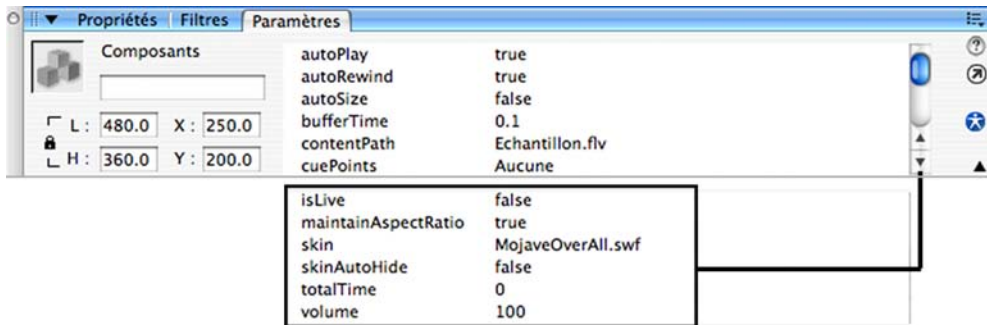 Propriétés Filtres Paramètres
Composants
L : 480.0 X : 250.0
H : 360.0 Y : 200.0
autoPlay true
autoRewind true
autoSize false
bufferTime 0.1
contentPath Echantillon.flv
cuePoints Aucune
isLive false
maintainAspectRatio true
skin MojaveOverAll.swf
skinAutoHide false
totalTime 0
volume 100